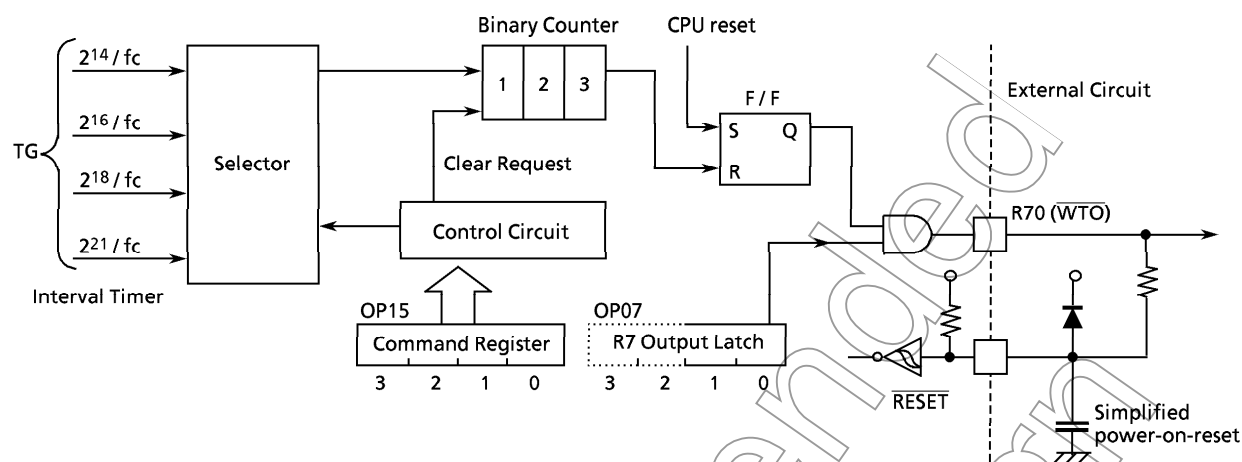 Binary Counter
CPU reset
2¹⁴ / fc
2¹⁶ / fc
2¹⁸ / fc
2²¹ / fc
TG
Interval Timer
Selector
1 2 3
Clear Request
Control Circuit
F / F
S Q
R
External Circuit
R70 (WTO)
OP15
Command Register
3 2 1 0
OP07
R7 Output Latch
3 2 1 0
RESET
Simplified
power-on-reset